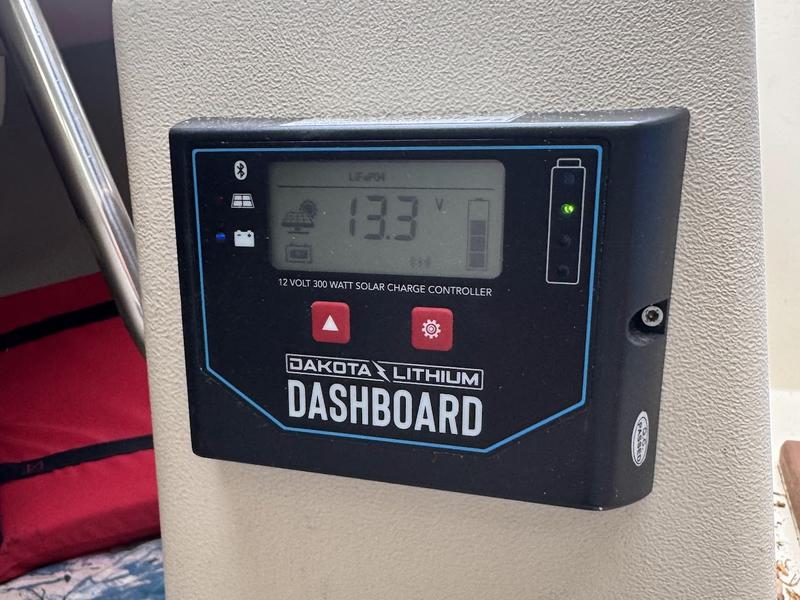 LiFePO4
13.3 V
12 VOLT 300 WATT SOLAR CHARGE CONTROLLER
DAKOTA LITHIUM
DASHBOARD